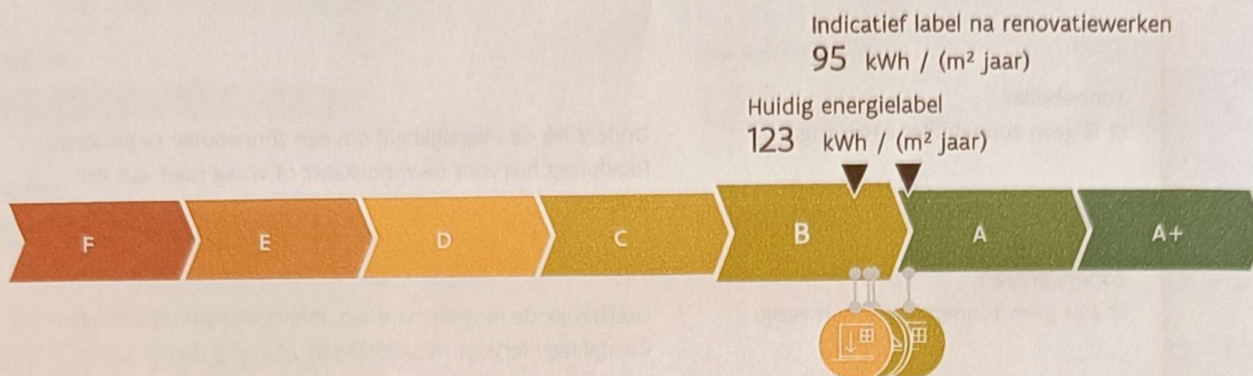 Indicatief label na renovatiewerken
95 kWh / (m² jaar)
Huidig energielabel
123 kWh / (m² jaar)
F E D C B A A+